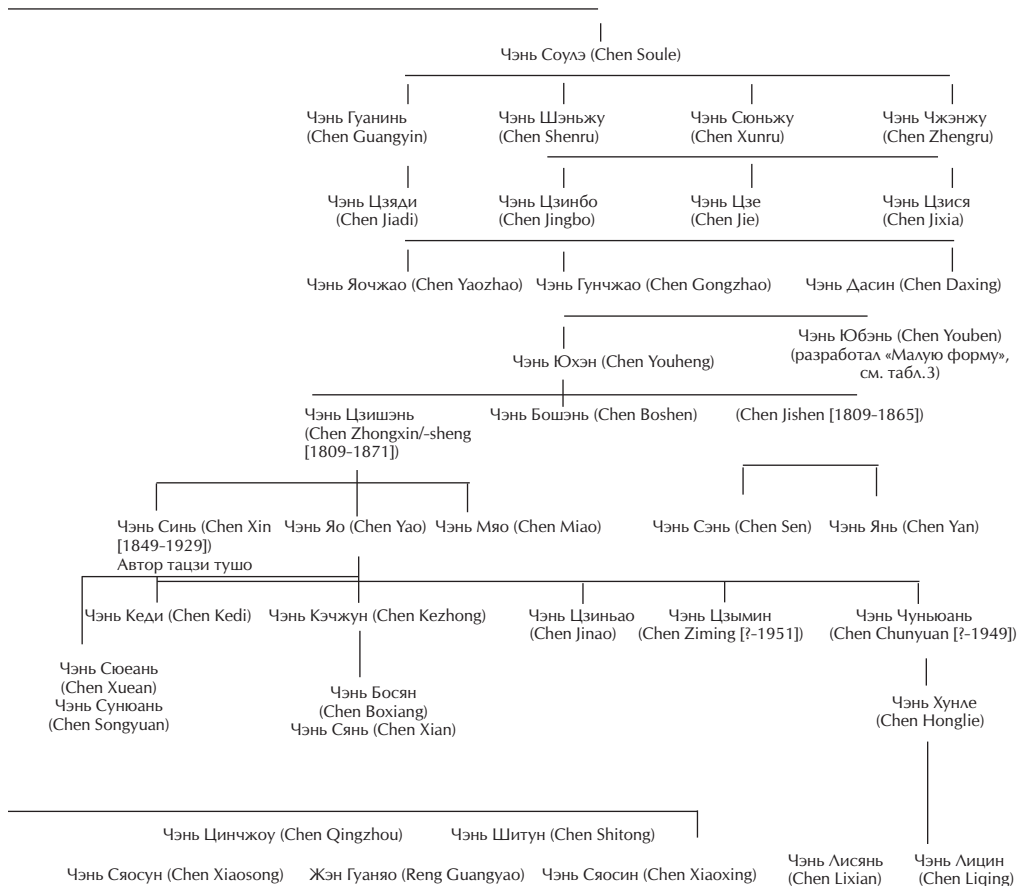 Чэнь Соулэ (Chen Soule)
Чэнь Гуанинь
(Chen Guangyin)
Чэнь Шэньжу
(Chen Shenru)
Чэнь Сюньжу
(Chen Xunru)
Чэнь Чжэнжу
(Chen Zhengru)
Чэнь Цзяди
(Chen Jiadi)
Чэнь Цзинбо
(Chen Jingbo)
Чэнь Цзе
(Chen Jie)
Чэнь Цзися
(Chen Jixia)
Чэнь Яочжао (Chen Yaozhao)
Чэнь Гунчжао (Chen Gongzhao)
Чэнь Дасин (Chen Daxing)
Чэнь Юхэн (Chen Youheng)
Чэнь Юбэнь (Chen Youben)
(разработал «Малую форму»,
см. табл.3)
Чэнь Цзишэнь
(Chen Zhongxin/-sheng
[1809-1871])
Чэнь Бошэнь (Chen Boshen)
(Chen Jishen [1809-1865])
Чэнь Синь (Chen Xin
[1849-1929])
Автор тацзи тушо
Чэнь Яо (Chen Yao)
Чэнь Мяо (Chen Miao)
Чэнь Сэнь (Chen Sen)
Чэнь Янь (Chen Yan)
Чэнь Кеди (Chen Kedi)
Чэнь Кэчжун (Chen Kezhong)
Чэнь Цзиньао
(Chen Jinao)
Чэнь Цзымин
(Chen Ziming [?-1951])
Чэнь Чуньюань
(Chen Chunyuan [?-1949])
Чэнь Сюеань
(Chen Xuean)
Чэнь Сунюань
(Chen Songyuan)
Чэнь Босян
(Chen Boxiang)
Чэнь Сянь (Chen Xian)
Чэнь Хунле
(Chen Honglie)
Чэнь Цинчжоу (Chen Qingzhou)
Чэнь Шитун (Chen Shitong)
Чэнь Сяосун (Chen Xiaosong)
Жэн Гуаняо (Reng Guangyao)
Чэнь Сяосин (Chen Xiaoxing)
Чэнь Лисянь
(Chen Lixian)
Чэнь Лицин
(Chen Liqing)